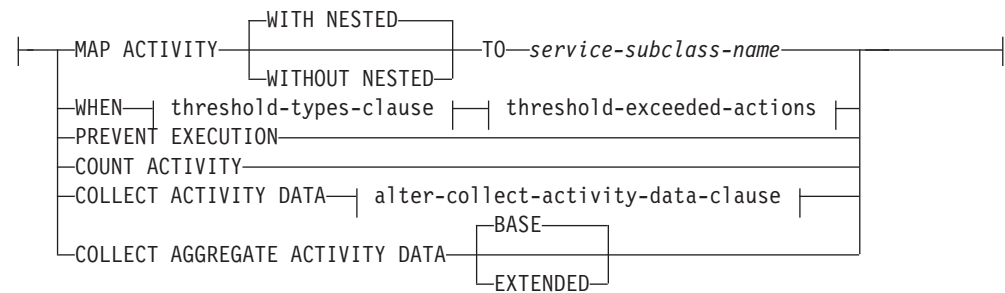 WITH NESTED
MAP ACTIVITY TO service-subclass-name
WITHOUT NESTED
WHEN threshold-types-clause threshold-exceeded-actions
PREVENT EXECUTION
COUNT ACTIVITY
COLLECT ACTIVITY DATA alter-collect-activity-data-clause
BASE
COLLECT AGGREGATE ACTIVITY DATA
EXTENDED